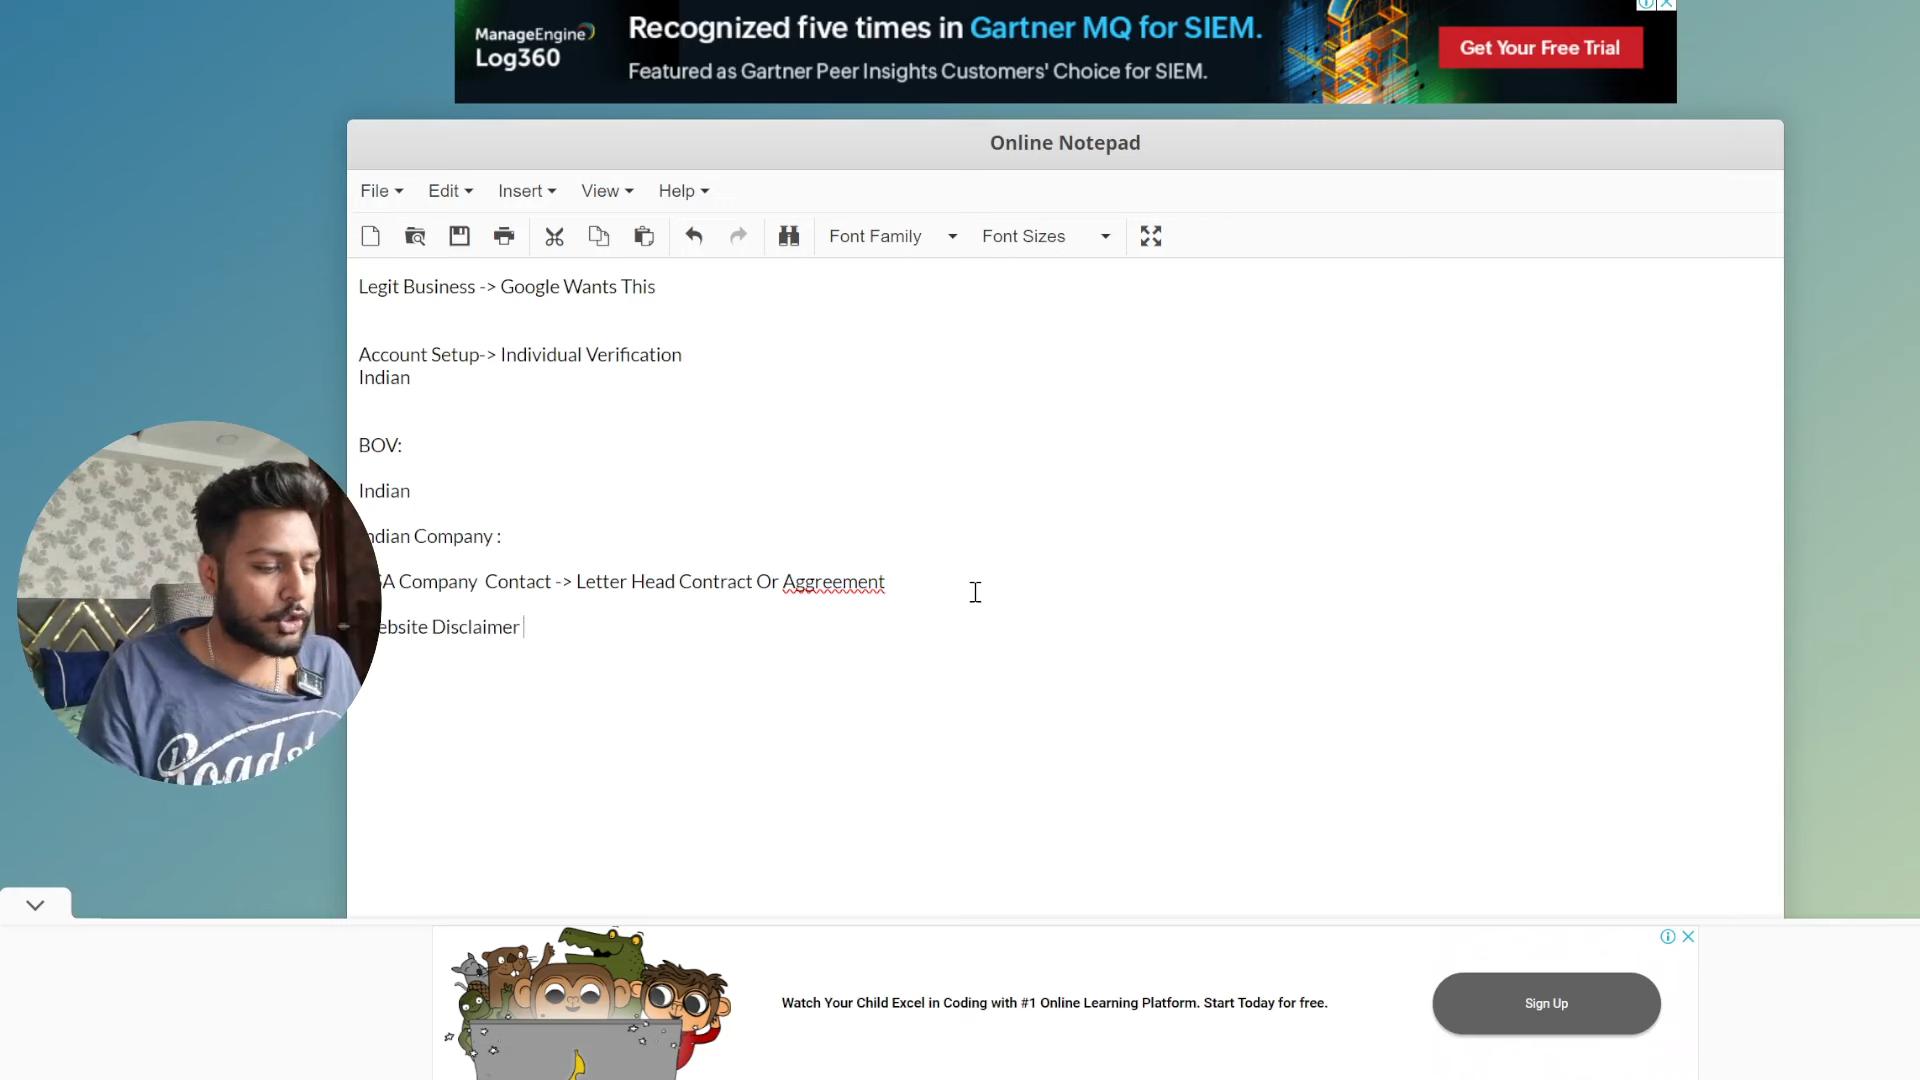 ManageEngine
Log360
Recognized five times in Gartner MQ for SIEM.
Featured as Gartner Peer Insights Customers' Choice for SIEM.
Get Your Free Trial
Online Notepad
File Edit Insert View Help
Font Family Font Sizes
Legit Business -> Google Wants This
Account Setup-> Individual Verification
Indian
BOV:
Indian
ndian Company :
A Company Contact -> Letter Head Contract Or Aggreement
ebsite Disclaimer
Roadst
Watch Your Child Excel in Coding with #1 Online Learning Platform. Start Today for free.
Sign Up